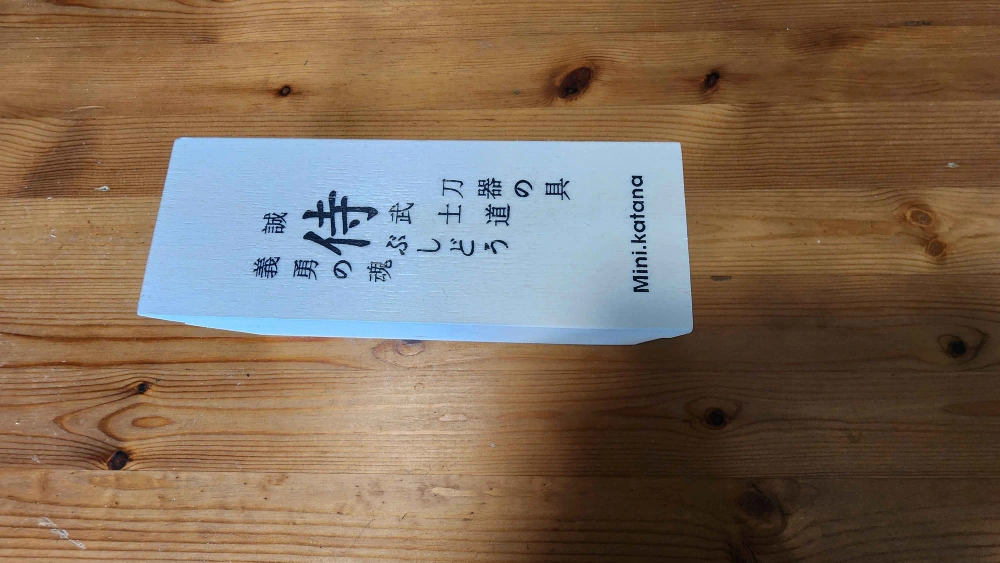 刀器の具
誠
侍
武士道
ぶしどう
義勇の魂
Mini.katana